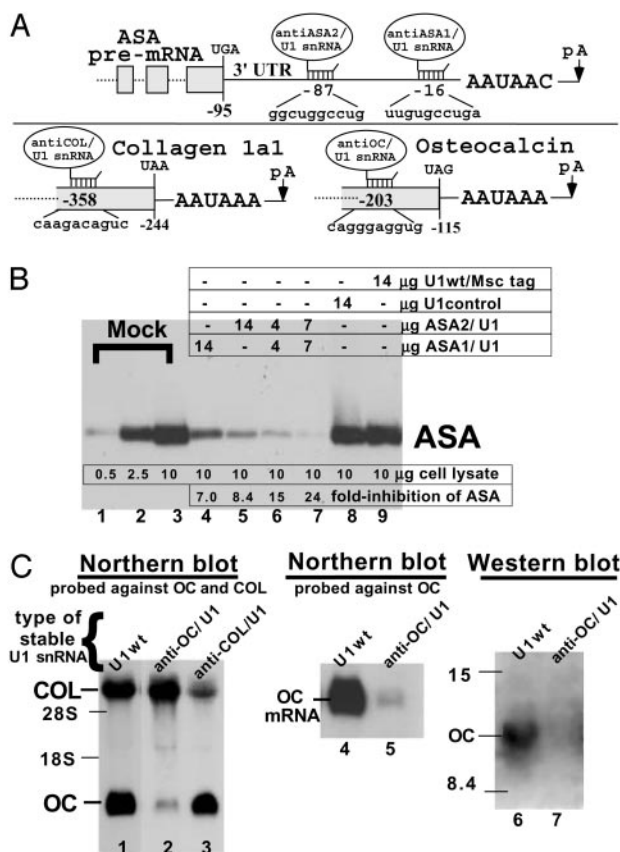 A
ASA
pre-mRNA
UGA
3' UTR
antiASA2/
U1 snRNA
antiASA1/
U1 snRNA
pA
-95
-87
-16
AAUAAC
ggcuggccug
uugugccuga
antiCOL/
U1 snRNA
Collagen 1a1
UAA
pA
-358
AAUAAA
caagacaguc
-244
antiOC/
U1 snRNA
Osteocalcin
UAG
pA
-203
AAUAAA
cagggaggug
-115
B
- - - - - 14 µg U1wt/Msc tag
- - - - 14 - µg U1control
- 14 4 7 - - µg ASA2/ U1
14 - 4 7 - - µg ASA1/ U1
Mock
ASA
0.5 2.5 10 10 10 10 10 10 10 µg cell lysate
7.0 8.4 15 24 fold-inhibition of ASA
1 2 3 4 5 6 7 8 9
C
Northern blot
probed against OC and COL
type of
stable
U1 snRNA
U1wt
anti-OC/ U1
anti-COL/U1
COL
28S
18S
OC
1 2 3
Northern blot
probed against OC
U1wt
anti-OC/ U1
OC
mRNA
4 5
Western blot
U1wt
anti-OC/ U1
15
OC
8.4
6 7